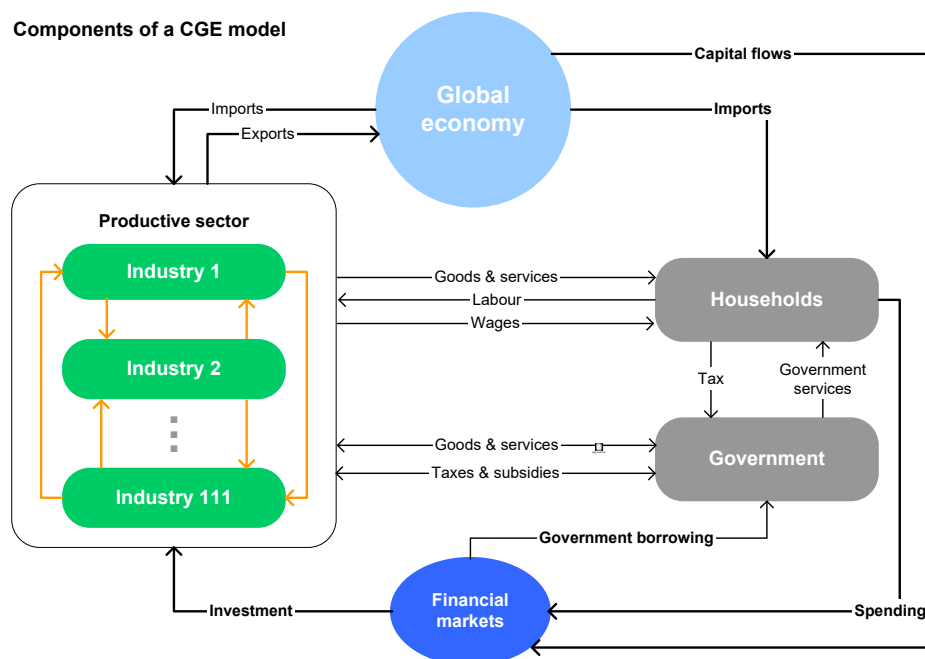 Components of a CGE model
Capital flows
Global
economy
Imports
Imports
Exports
Productive sector
Industry 1
Goods & services
Labour
Households
Wages
Industry 2
Tax
Government
services
Goods & services
Government
Taxes & subsidies
Industry 111
Government borrowing
Financial
markets
Investment
Spending